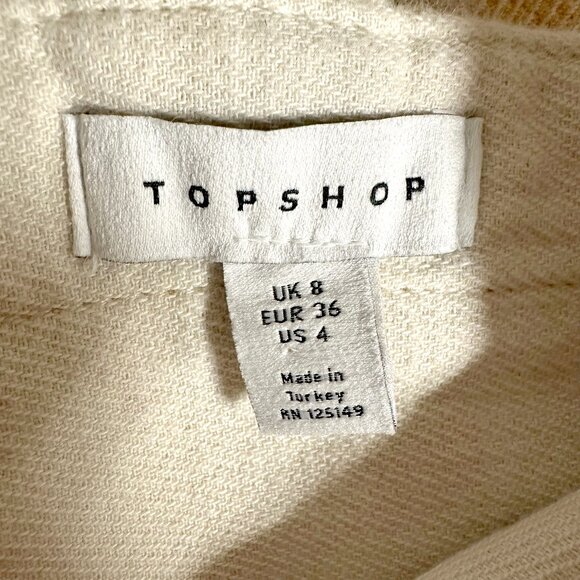 TOPSHOP
UK 8
EUR 36
US 4
Made in
Turkey
RN 125149